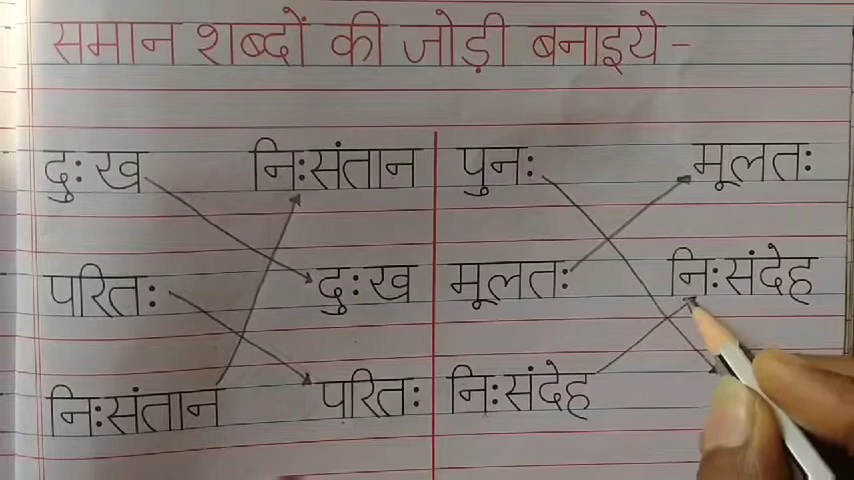 समान शब्दों की जोड़ी बनाइये -
दुःख निःसंतान पुनः मूलतः
परितः दुःख मूलतः निःसंदेह
निःसंतान परितः निःसंदेह